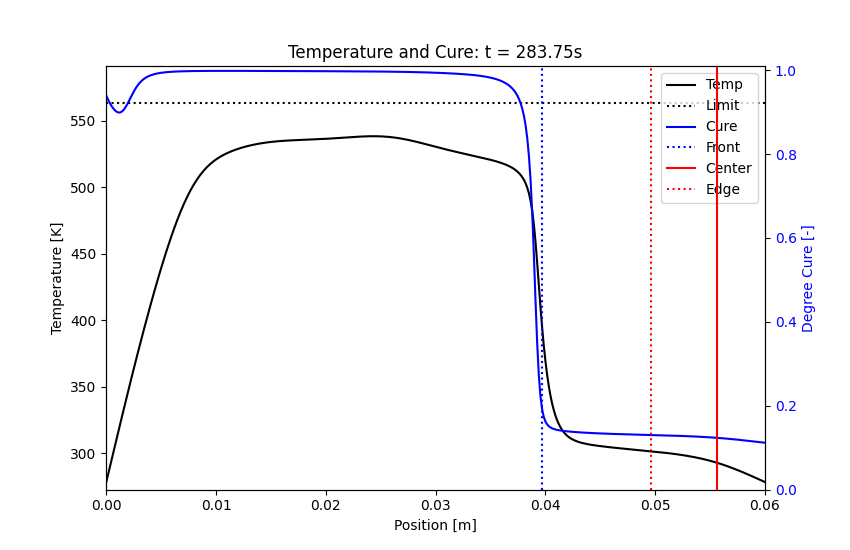 Temperature and Cure: t = 283.75s
Temperature [K]
550
500
450
400
350
300
Temp
Limit
Cure
Front
Center
Edge
1.0
0.8
0.6
0.4
0.2
0.0
Degree Cure [-]
0.00 0.01 0.02 0.03 0.04 0.05 0.06
Position [m]